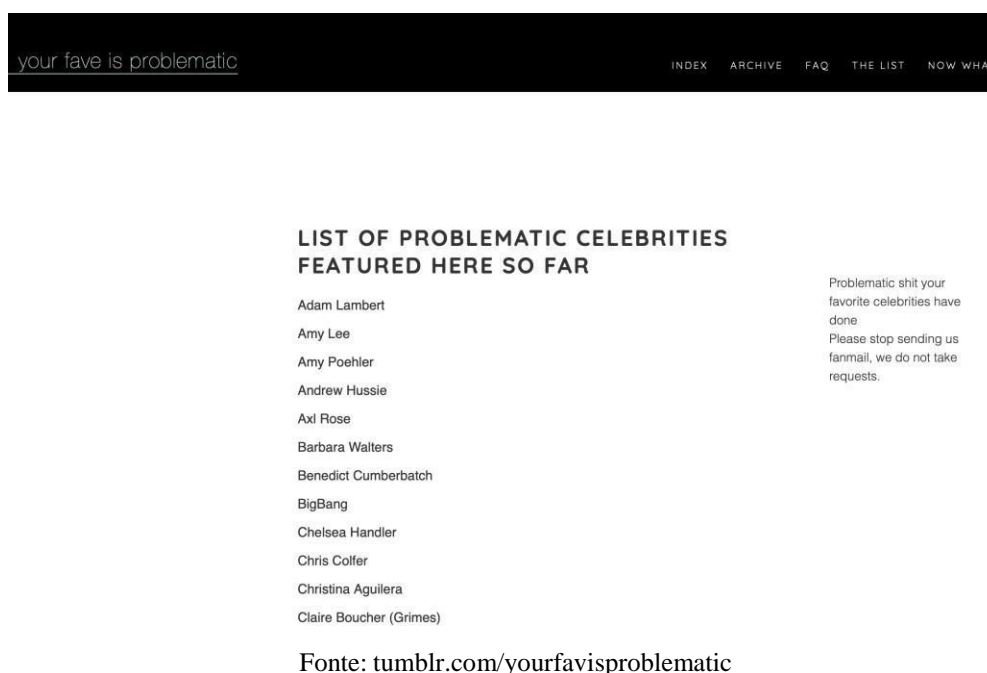 your fave is problematic
INDEX ARCHIVE FAQ THE LIST NOW WHA
LIST OF PROBLEMATIC CELEBRITIES
FEATURED HERE SO FAR
Adam Lambert
Amy Lee
Amy Poehler
Andrew Hussie
Axl Rose
Barbara Walters
Benedict Cumberbatch
BigBang
Chelsea Handler
Chris Colfer
Christina Aguilera
Claire Boucher (Grimes)
Problematic shit your
favorite celebrities have
done
Please stop sending us
fanmail, we do not take
requests.
Fonte: tumblr.com/yourfavisproblematic